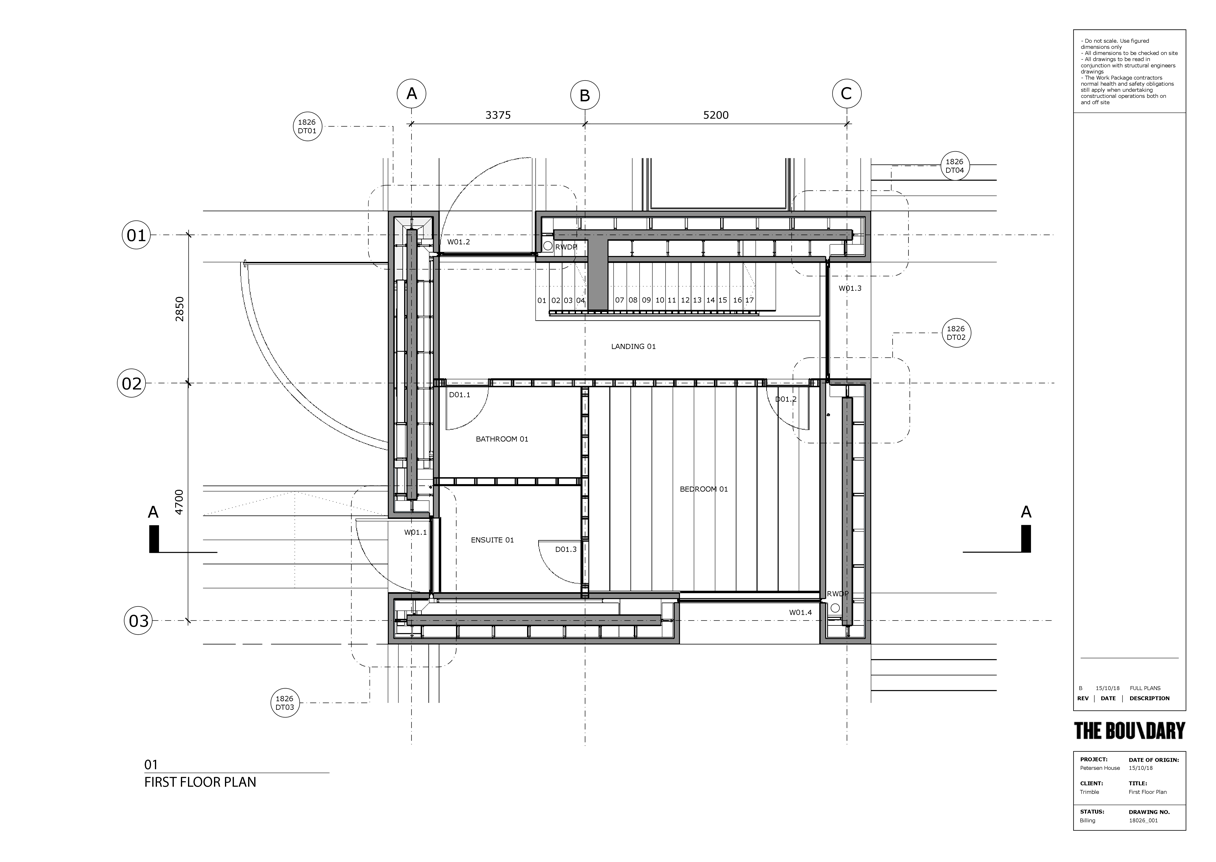 - Do not scale. Use figured
dimensions only
- All dimensions to be checked on site
- All drawings to be read in
conjunction with structural engineers
drawings
- The Work Package contractors
normal health and safety obligations
still apply when undertaking
constructional operations both on
and off site
A
B
C
3375
5200
1826
DT01
1826
DT04
01
W01.2
RWDP
W01.3
2850
01 02 03 04 07 08 09 10 11 12 13 14 15 16 17
1826
DT02
LANDING 01
02
D01.1
D01.2
BATHROOM 01
4700
BEDROOM 01
A
A
W01.1
ENSUITE 01
D01.3
RWDP
W01.4
03
1826
DT03
01
FIRST FLOOR PLAN
B 15/10/18 FULL PLANS
REV DATE DESCRIPTION
THE BOU\DARY
PROJECT: DATE OF ORIGIN:
Petersen House 15/10/18
CLIENT: TITLE:
Trimble First Floor Plan
STATUS: DRAWING NO.
Billing 18026_001